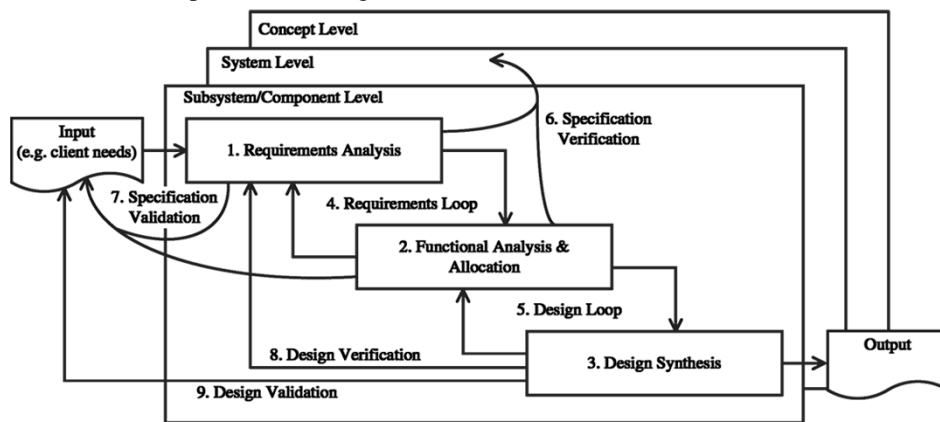 Concept Level
System Level
Subsystem/Component Level
Input
(e.g. client needs)
1. Requirements Analysis
6. Specification
Verification
7. Specification
Validation
4. Requirements Loop
2. Functional Analysis &
Allocation
5. Design Loop
8. Design Verification
3. Design Synthesis
Output
9. Design Validation